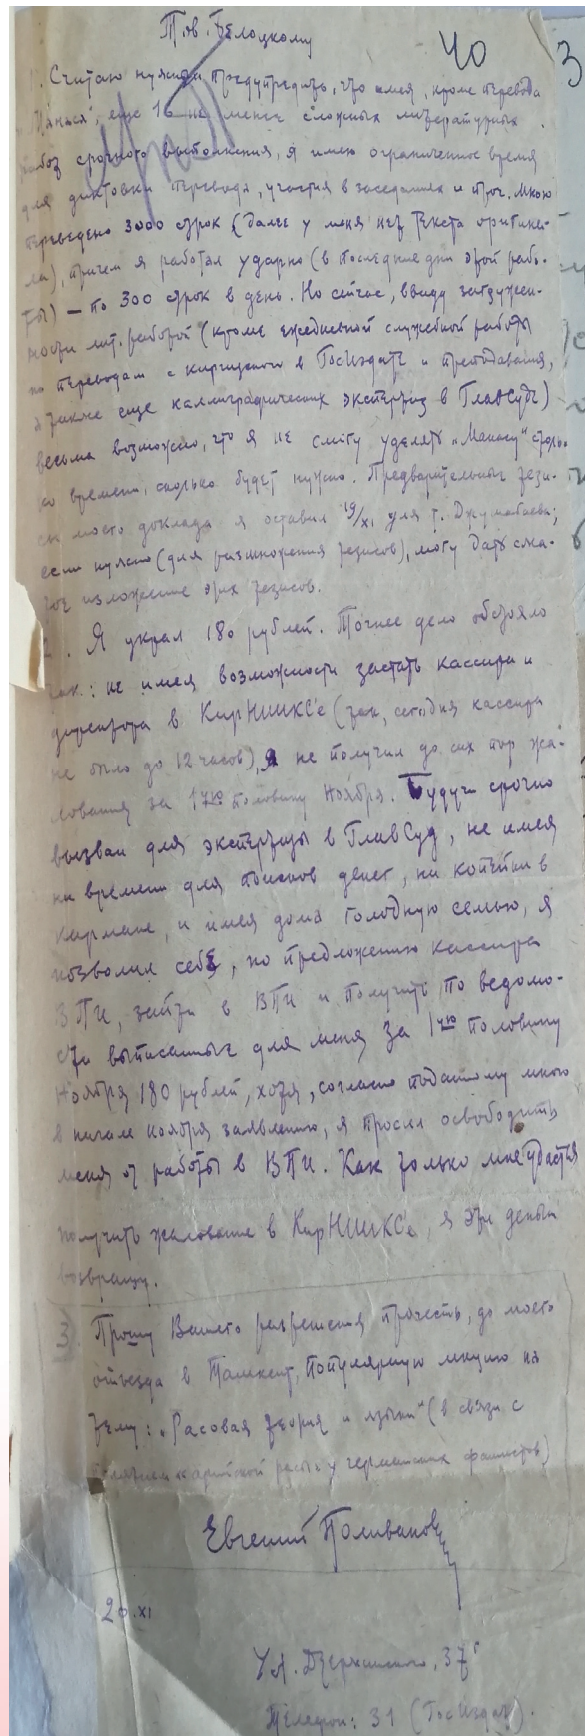 Тов. Белоцкому
40 3
1. Считаю нужным предупредить, что имея, кроме перевода
"Манаса", еще 16 не менее сложных литературных
работ срочного выполнения, я имею ограниченное время
для диктовки перевода, участия в заседаниях и проч. Мною
переведено 3000 строк (далее у меня нет текста оригина-
ла), причем я работал ударно (в последние дни этой рабо-
ты) — по 300 строк в день. Но сейчас, ввиду загружен-
ности лит. работой (кроме ежедневной служебной работы
по переводам с киргизского в Госиздате и преподавания,
а также еще каллиграфических экспертиз в ГлавСуде)
весьма возможно, что я не смогу уделять "Манасу" столь-
ко времени, сколько будет нужно. Предварительные тези-
сы моего доклада я оставил 19/XI для т. Джумабаева;
если нужно (для размножения тезисов), могу дать
изложение этих тезисов.
2. Я украл 180 рублей. Точнее дело обстояло
так: не имея возможности застать кассира и
директора в КирНИИКС'е (так, сегодня кассира
не было до 12 часов), я не получил до сих пор жа-
лования за 1ую половину ноября. Будучи срочно
вызван для экспертизы в ГлавСуд, не имея
ни времени для поисков денег, ни копейки в
кармане, и имея дома голодную семью, я
позволил себе, по предложению кассира
ВПИ, зайти в ВПИ и получить по ведомо-
сти выписанные для меня за 1ую половину
Ноября 180 рублей, хотя, согласно поданному мною
в начале ноября заявлению, я просил освободить
меня от работы в ВПИ. Как только мне удастся
получить жалование в КирНИИКС'е, я эти деньги
возвращу.
3) Прошу Вашего разрешения прочесть, до моего
отъезда в Ташкент, популярную лекцию на
тему: "Расовая теория и языки" (в связи с
арийской расы у германских фашистов)
Евгений Поливанов
20.XI
Ул. Дзержинского, 37
Телефон: 31 (Госиздат).